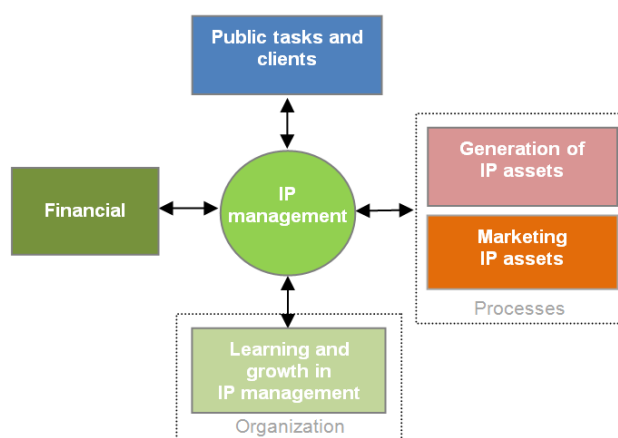 Public tasks and
clients
Generation of
IP assets
Financial
IP
management
Marketing
IP assets
Processes
Learning and
growth in
IP management
Organization